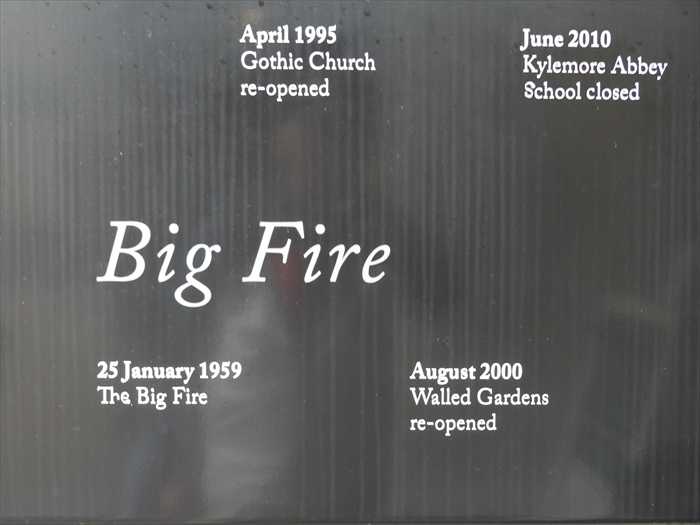 April 1995
Gothic Church
re-opened
June 2010
Kylemore Abbey
School closed
Big Fire
25 January 1959
The Big Fire
August 2000
Walled Gardens
re-opened